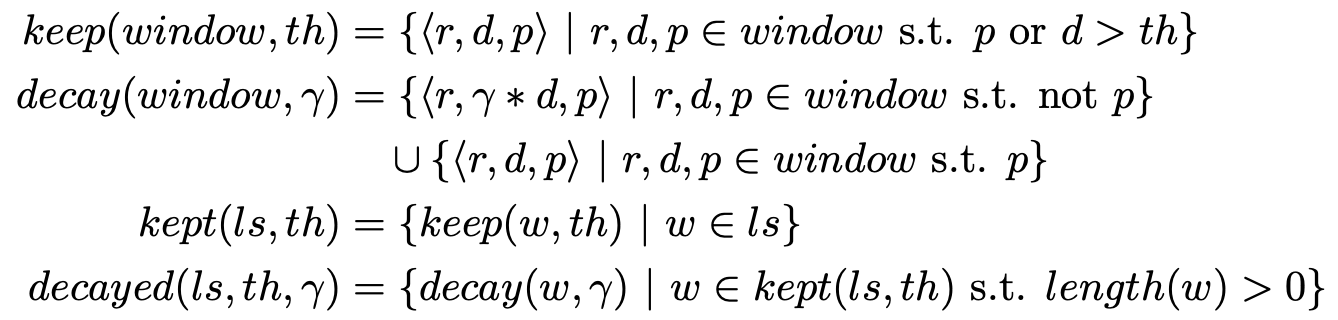 keep(window, th) = {⟨r, d, p⟩ | r, d, p ∈ window s.t. p or d > th}
decay(window, γ) = {⟨r, γ * d, p⟩ | r, d, p ∈ window s.t. not p}
∪ {⟨r, d, p⟩ | r, d, p ∈ window s.t. p}
kept(ls, th) = {keep(w, th) | w ∈ ls}
decayed(ls, th, γ) = {decay(w, γ) | w ∈ kept(ls, th) s.t. length(w) > 0}